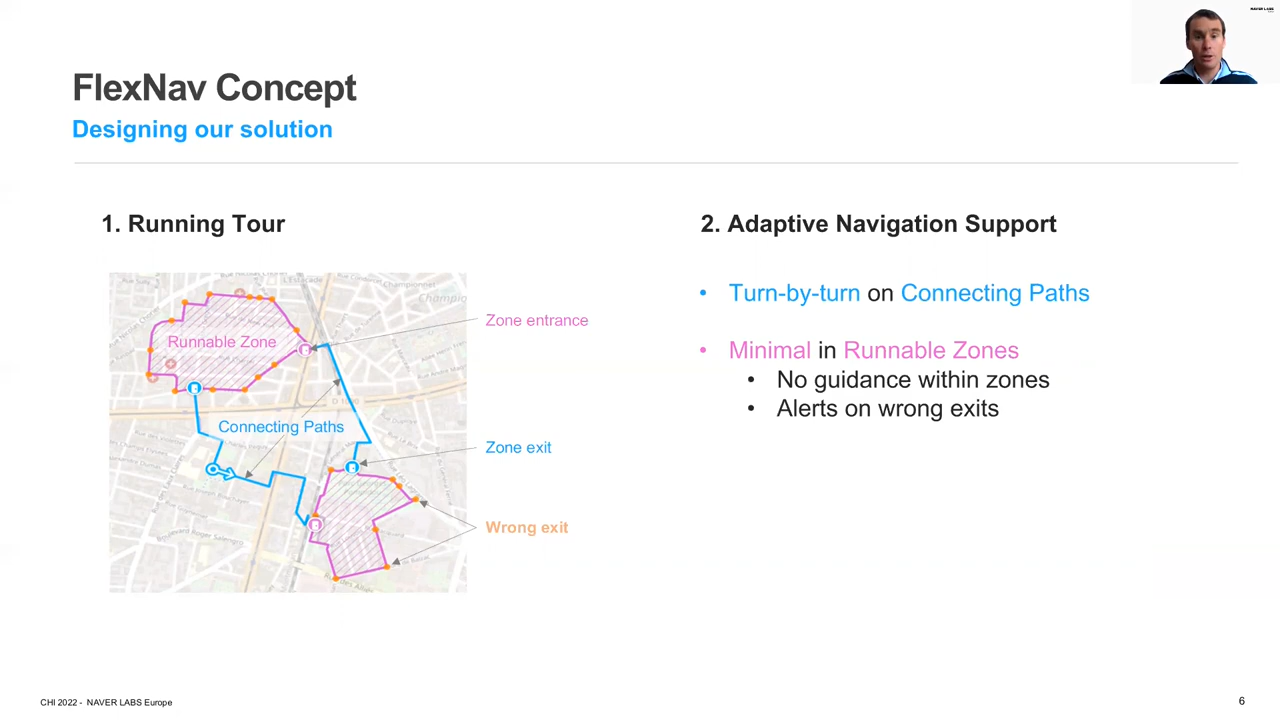 NAVER LABS
FlexNav Concept
Designing our solution
1. Running Tour
2. Adaptive Navigation Support
Runnable Zone
Connecting Paths
Zone entrance
Zone exit
Wrong exit
• Turn-by-turn on Connecting Paths
• Minimal in Runnable Zones
• No guidance within zones
• Alerts on wrong exits
CHI 2022 - NAVER LABS Europe
6